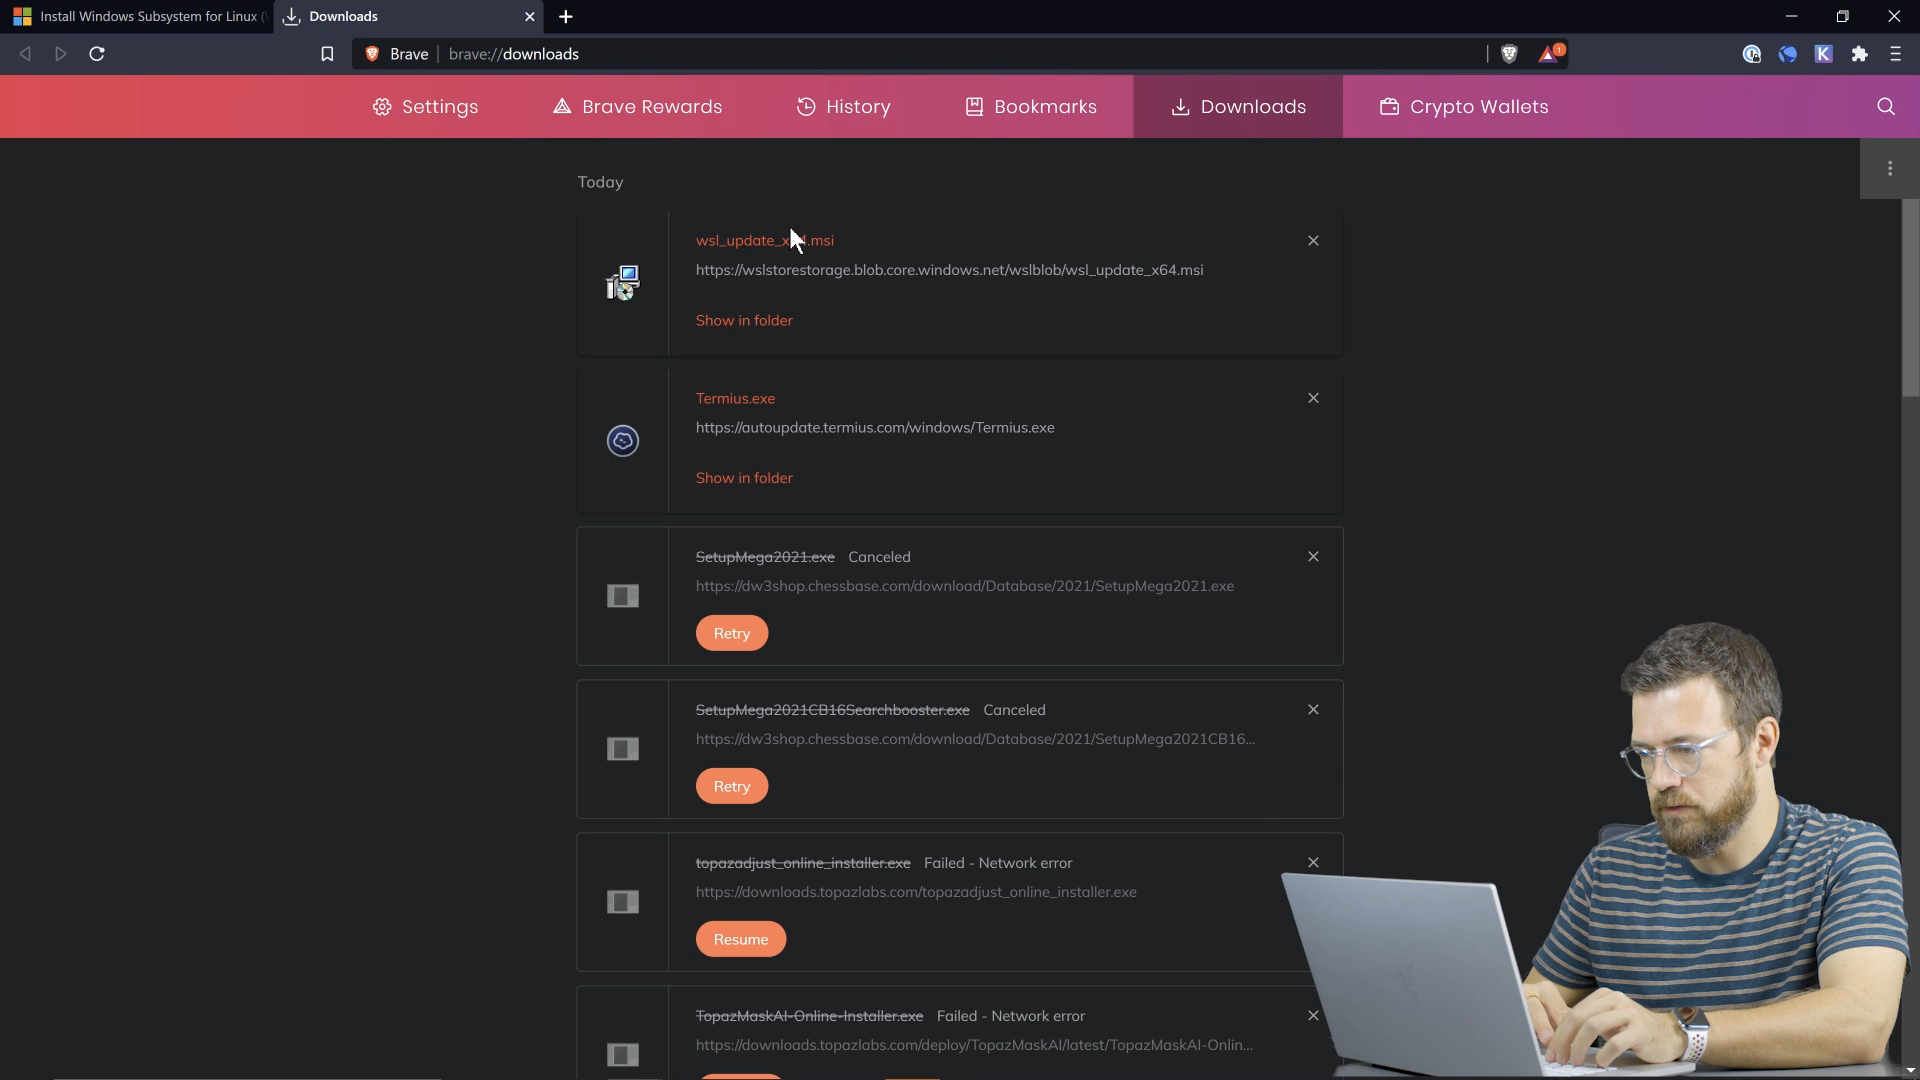 Install Windows Subsystem for Linux (
Downloads
Brave
brave://downloads
1
K
Settings
Brave Rewards
History
Bookmarks
Downloads
Crypto Wallets
Today
https://wslstorestorage.blob.core.windows.net/wslblob/wsl_update_x64.msi
Show in folder
Termius.exe
https://autoupdate.termius.com/windows/Termius.exe
Show in folder
SetupMega2021.exe Canceled
https://dw3shop.chessbase.com/download/Database/2021/SetupMega2021.exe
Retry
SetupMega2021CB16Searchbooster.exe Canceled
https://dw3shop.chessbase.com/download/Database/2021/SetupMega2021CB16...
Retry
topazadjust_online_installer.exe Failed - Network error
https://downloads.topazlabs.com/topazadjust_online_installer.exe
Resume
TopazMaskAI-Online-Installer.exe Failed - Network error
https://downloads.topazlabs.com/deploy/TopazMaskAI/latest/TopazMaskAI-Onlin...